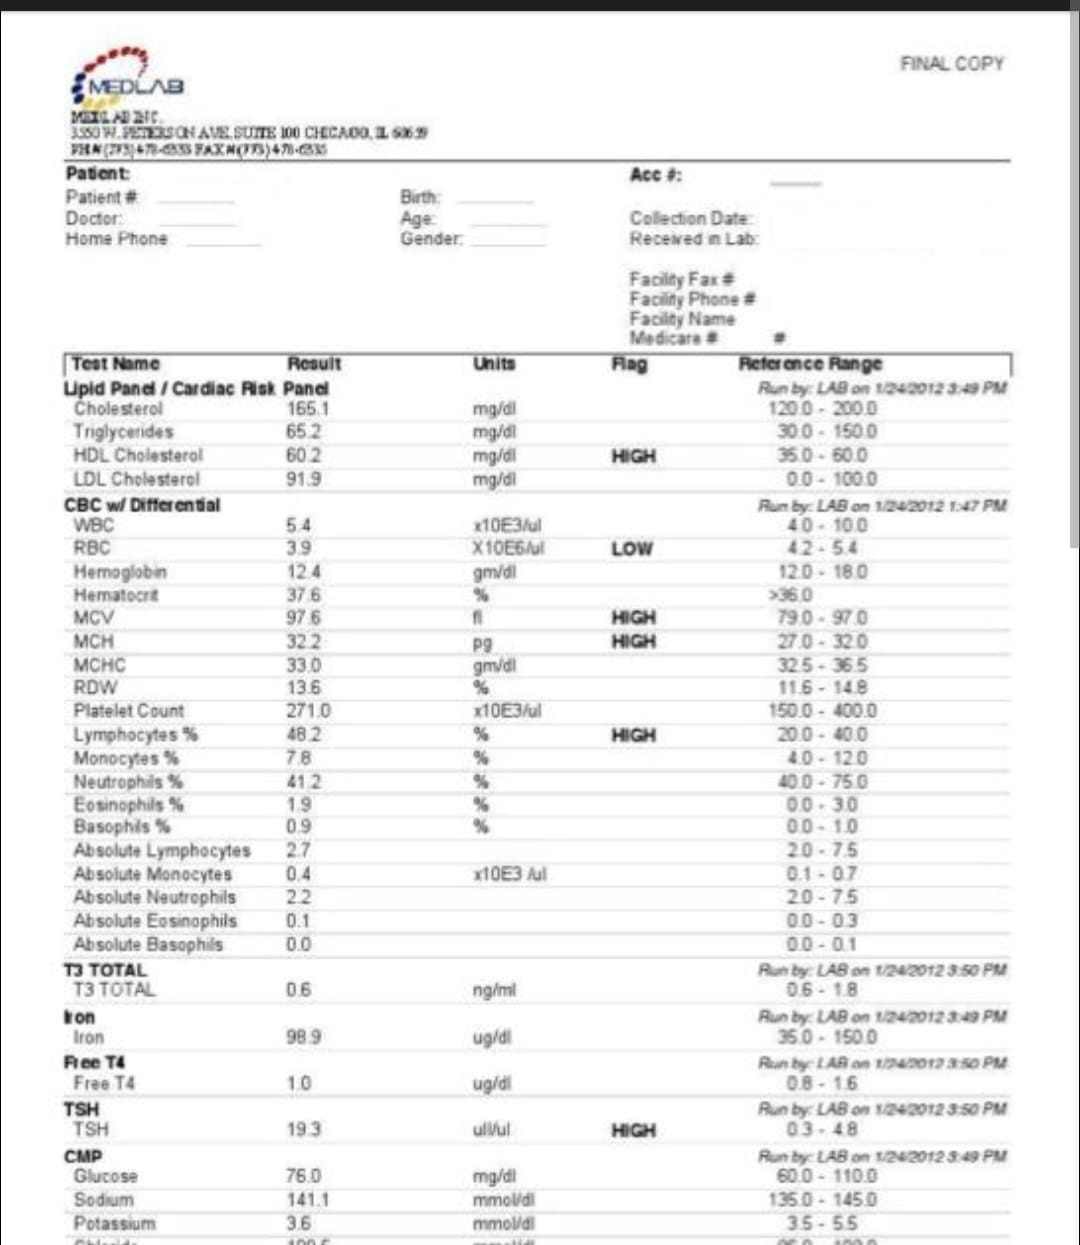 MEDLAB
FINAL COPY
MEDLAB INC.
3350 W. PETERSON AVE. SUITE 100 CHICAGO, IL 60659
PH#(773)478-6333 FAX#(773)478-6335
Patient: Acc #:
Patient #: Birth:
Doctor: Age: Collection Date:
Home Phone Gender: Received in Lab:
Facility Fax #
Facility Phone #
Facility Name
Medicare # #
Test Name Result Units Flag Reference Range
Lipid Panel / Cardiac Risk Panel Run by: LAB on 1/24/2012 3:49 PM
Cholesterol 165.1 mg/dl 120.0 - 200.0
Triglycerides 65.2 mg/dl 30.0 - 150.0
HDL Cholesterol 60.2 mg/dl HIGH 35.0 - 60.0
LDL Cholesterol 91.9 mg/dl 0.0 - 100.0
CBC w/ Differential Run by: LAB on 1/24/2012 1:47 PM
WBC 5.4 x10E3/ul 4.0 - 10.0
RBC 3.9 X10E6/ul LOW 4.2 - 5.4
Hemoglobin 12.4 gm/dl 12.0 - 18.0
Hematocrit 37.6 % >36.0
MCV 97.6 fl HIGH 79.0 - 97.0
MCH 32.2 pg HIGH 27.0 - 32.0
MCHC 33.0 gm/dl 32.5 - 36.5
RDW 13.6 % 11.6 - 14.8
Platelet Count 271.0 x10E3/ul 150.0 - 400.0
Lymphocytes % 48.2 % HIGH 20.0 - 40.0
Monocytes % 7.8 % 4.0 - 12.0
Neutrophils % 41.2 % 40.0 - 75.0
Eosinophils % 1.9 % 0.0 - 3.0
Basophils % 0.9 % 0.0 - 1.0
Absolute Lymphocytes 2.7 2.0 - 7.5
Absolute Monocytes 0.4 x10E3 /ul 0.1 - 0.7
Absolute Neutrophils 2.2 2.0 - 7.5
Absolute Eosinophils 0.1 0.0 - 0.3
Absolute Basophils 0.0 0.0 - 0.1
T3 TOTAL Run by: LAB on 1/24/2012 3:50 PM
T3 TOTAL 0.6 ng/ml 0.6 - 1.8
Iron Run by: LAB on 1/24/2012 3:49 PM
Iron 98.9 ug/dl 35.0 - 150.0
Free T4 Run by: LAB on 1/24/2012 3:50 PM
Free T4 1.0 ug/dl 0.8 - 1.6
TSH Run by: LAB on 1/24/2012 3:50 PM
TSH 19.3 uIl/ul HIGH 0.3 - 4.8
CMP Run by: LAB on 1/24/2012 3:49 PM
Glucose 76.0 mg/dl 60.0 - 110.0
Sodium 141.1 mmol/dl 135.0 - 145.0
Potassium 3.6 mmol/dl 3.5 - 5.5